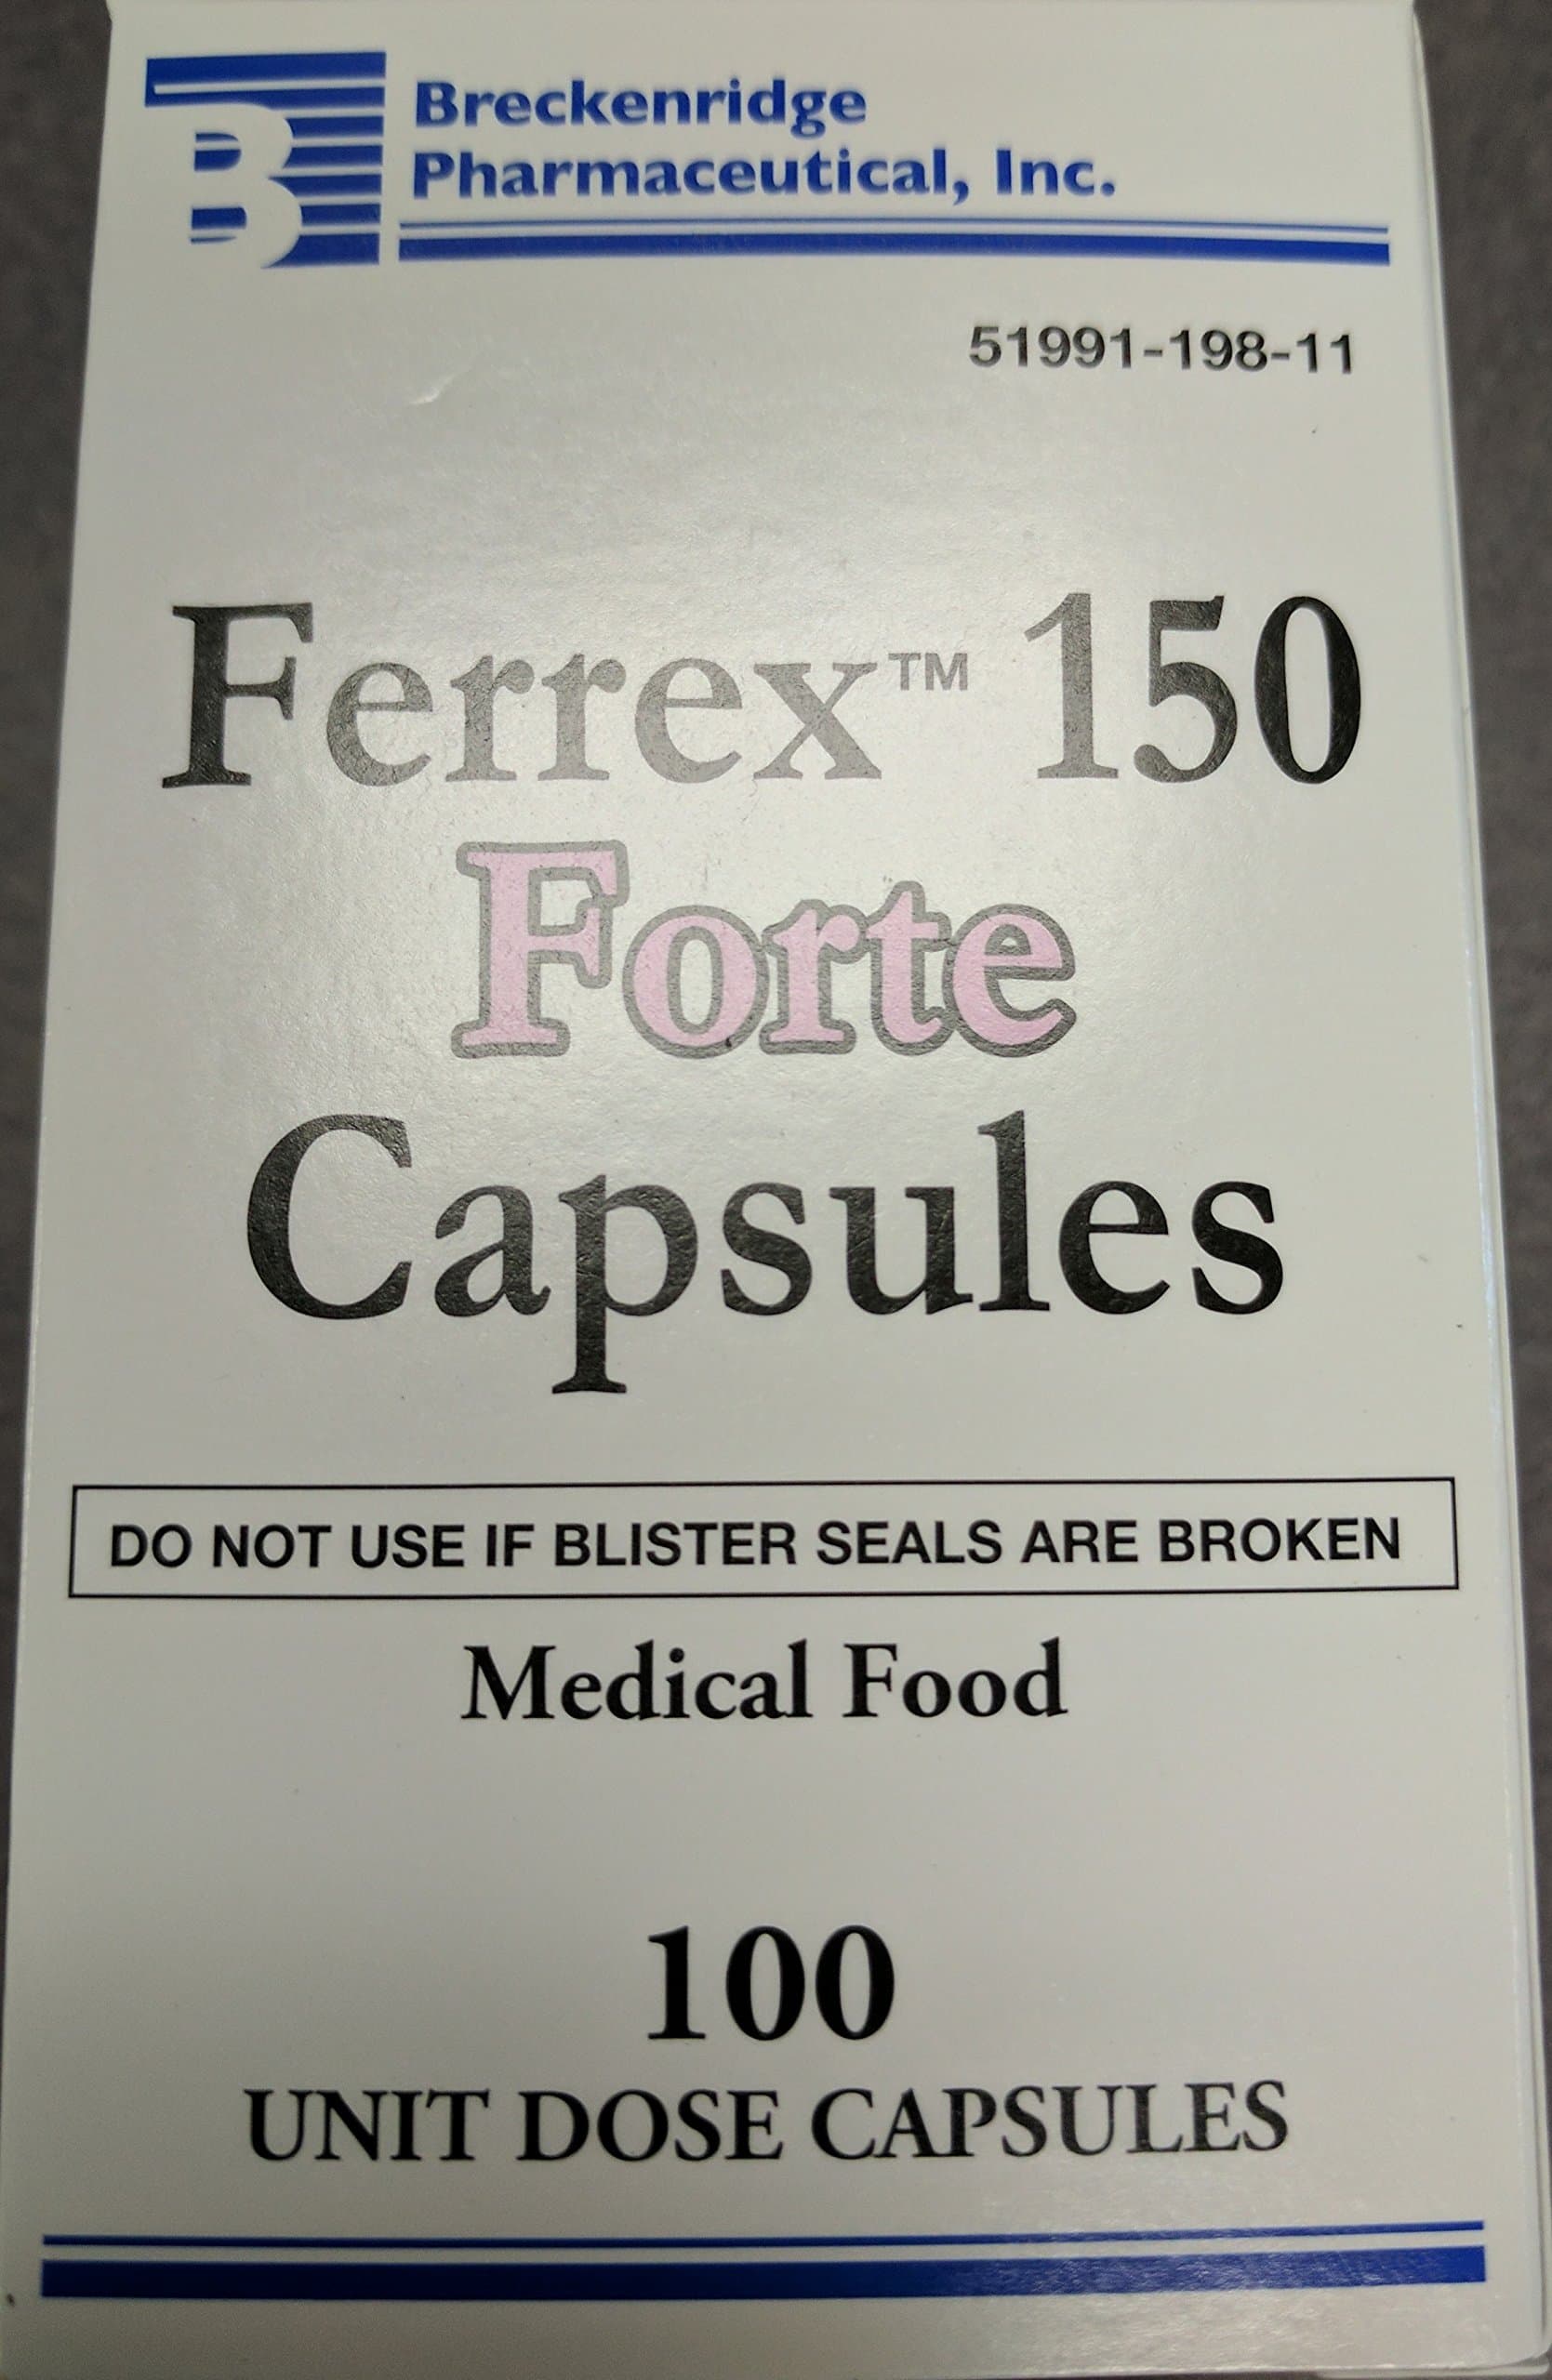 Breckenridge
Pharmaceutical, Inc.
51991-198-11
Ferrex™ 150
Forte
Capsules
DO NOT USE IF BLISTER SEALS ARE BROKEN
Medical Food
100
UNIT DOSE CAPSULES